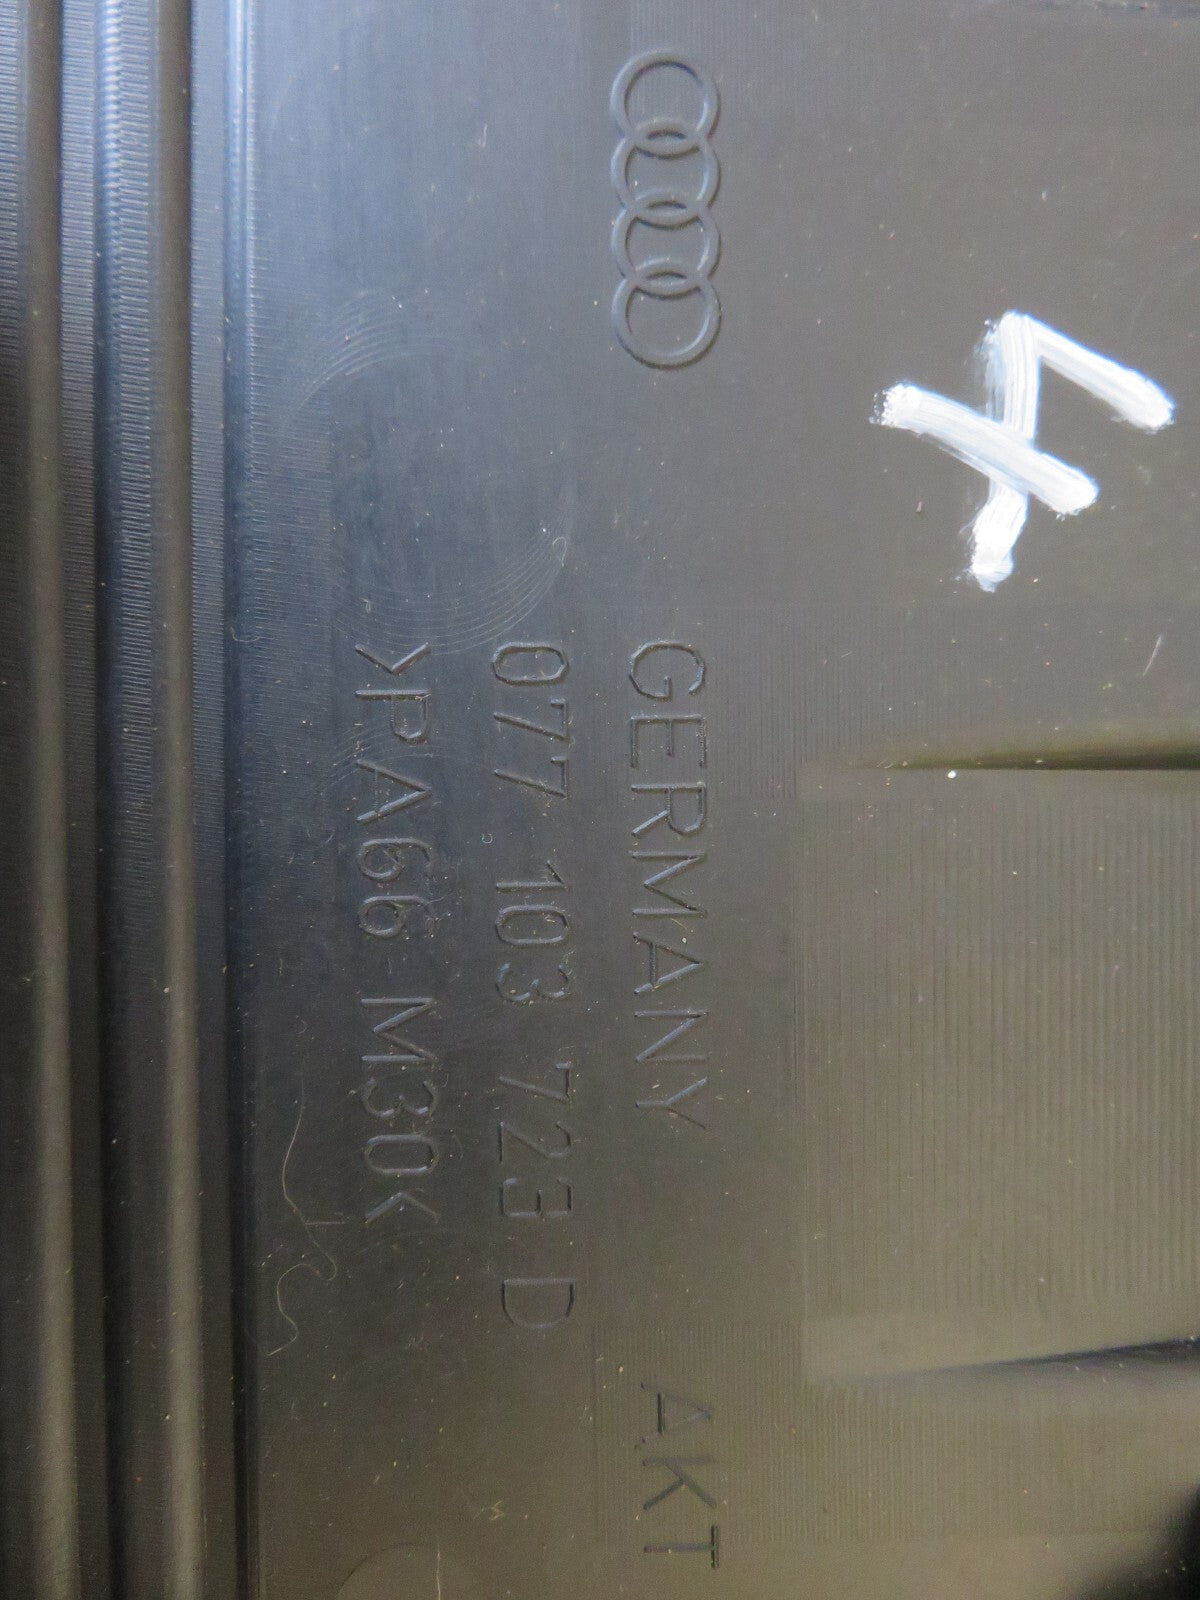 GERMANY AKT
077 103 723 D
>PA66-M30<